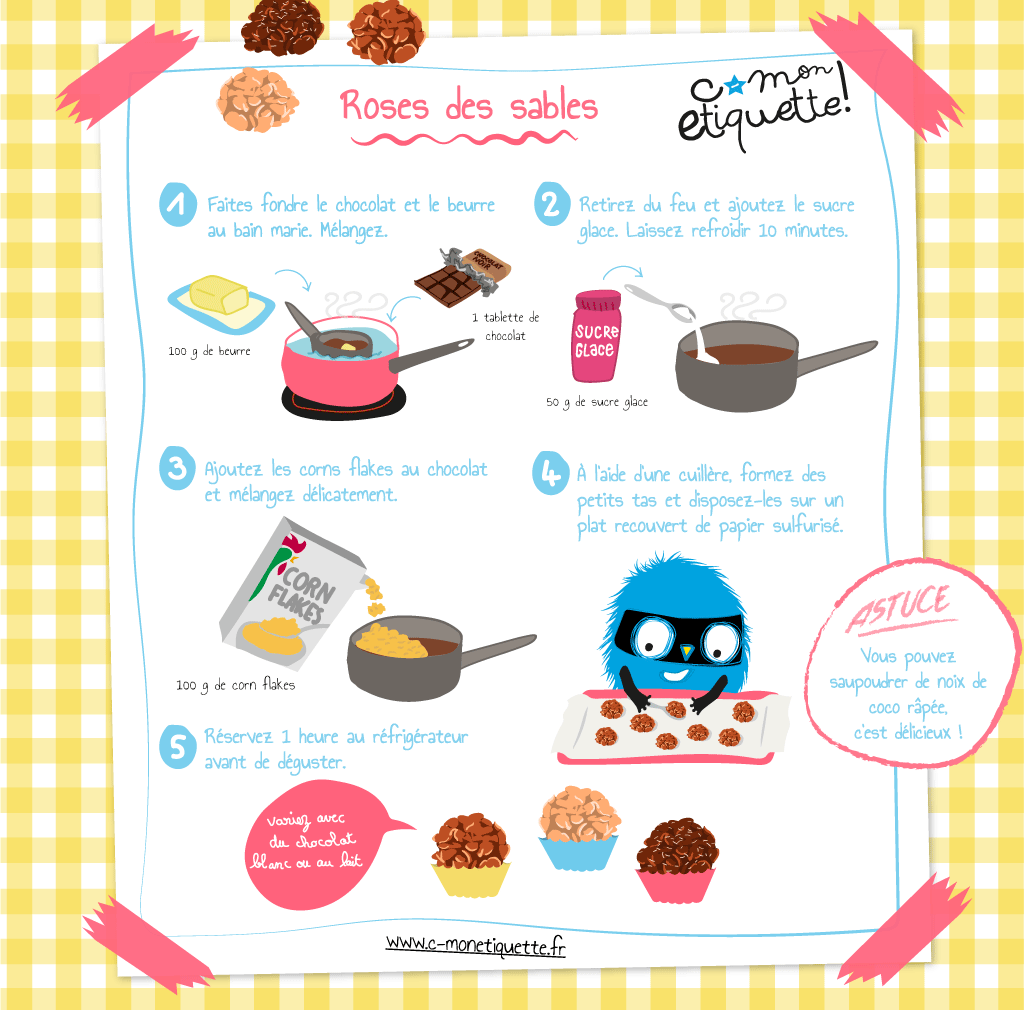 Roses des sables
c mon
etiquette!
1 Faites fondre le chocolat et le beurre
au bain marie. Mélangez.
CHOCOLAT
NOIR
1 tablette de
chocolat
100 g de beurre
2 Retirez du feu et ajoutez le sucre
glace. Laissez refroidir 10 minutes.
SUCRE
GLACE
50 g de sucre glace
3 Ajoutez les corns flakes au chocolat
et mélangez délicatement.
CORN
FLAKES
100 g de corn flakes
4 À l'aide d'une cuillère, formez des
petits tas et disposez-les sur un
plat recouvert de papier sulfurisé.
ASTUCE
Vous pouvez
saupoudrer de noix de
coco râpée,
c'est délicieux !
5 Réservez 1 heure au réfrigérateur
avant de déguster.
variez avec
du chocolat
blanc ou au lait
www.c-monetiquette.fr